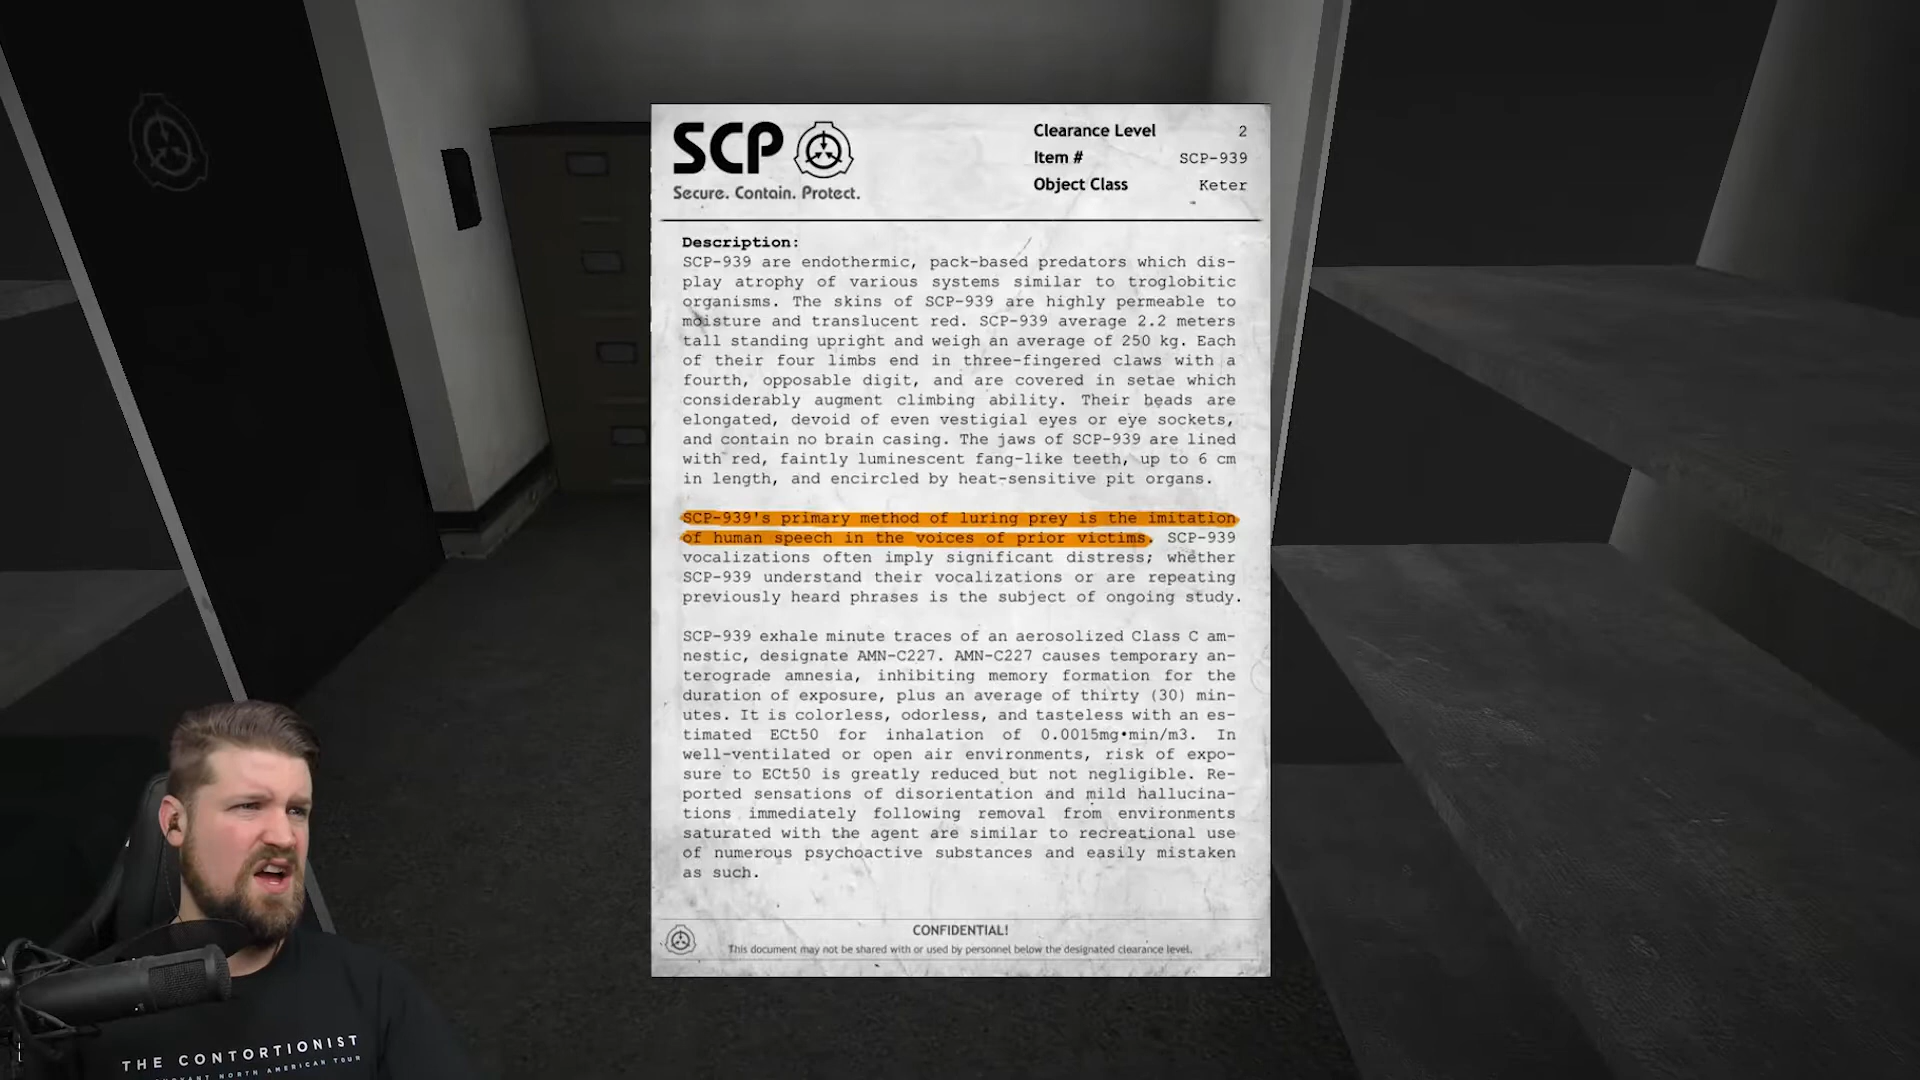 SCP
Secure. Contain. Protect.
Clearance Level 2
Item # SCP-939
Object Class Keter
Description:
SCP-939 are endothermic, pack-based predators which dis-
play atrophy of various systems similar to troglobitic
organisms. The skins of SCP-939 are highly permeable to
moisture and translucent red. SCP-939 average 2.2 meters
tall standing upright and weigh an average of 250 kg. Each
of their four limbs end in three-fingered claws with a
fourth, opposable digit, and are covered in setae which
considerably augment climbing ability. Their heads are
elongated, devoid of even vestigial eyes or eye sockets,
and contain no brain casing. The jaws of SCP-939 are lined
with red, faintly luminescent fang-like teeth, up to 6 cm
in length, and encircled by heat-sensitive pit organs.
SCP-939's primary method of luring prey is the imitation
of human speech in the voices of prior victims. SCP-939
vocalizations often imply significant distress; whether
SCP-939 understand their vocalizations or are repeating
previously heard phrases is the subject of ongoing study.
SCP-939 exhale minute traces of an aerosolized Class C am-
nestic, designate AMN-C227. AMN-C227 causes temporary an-
terograde amnesia, inhibiting memory formation for the
duration of exposure, plus an average of thirty (30) min-
utes. It is colorless, odorless, and tasteless with an es-
timated ECt50 for inhalation of 0.0015mg•min/m3. In
well-ventilated or open air environments, risk of expo-
sure to ECt50 is greatly reduced but not negligible. Re-
ported sensations of disorientation and mild hallucina-
tions immediately following removal from environments
saturated with the agent are similar to recreational use
of numerous psychoactive substances and easily mistaken
as such.
CONFIDENTIAL!
This document may not be shared with or used by personnel below the designated clearance level.
THE CONTORTIONIST
NORTH AMERICAN TOUR